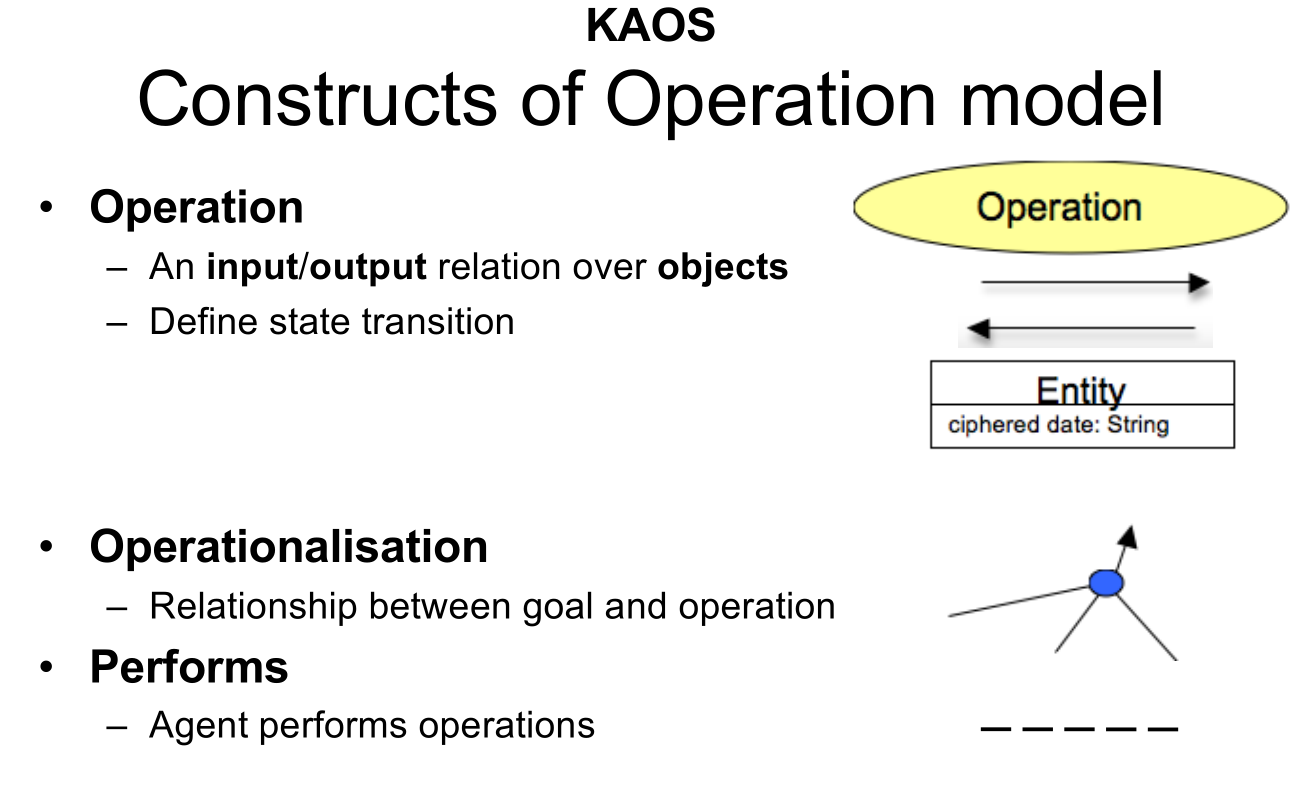 KAOS
Constructs of Operation model
• Operation
– An input/output relation over objects
– Define state transition
Operation
Entity
ciphered date: String
• Operationalisation
– Relationship between goal and operation
• Performs
– Agent performs operations